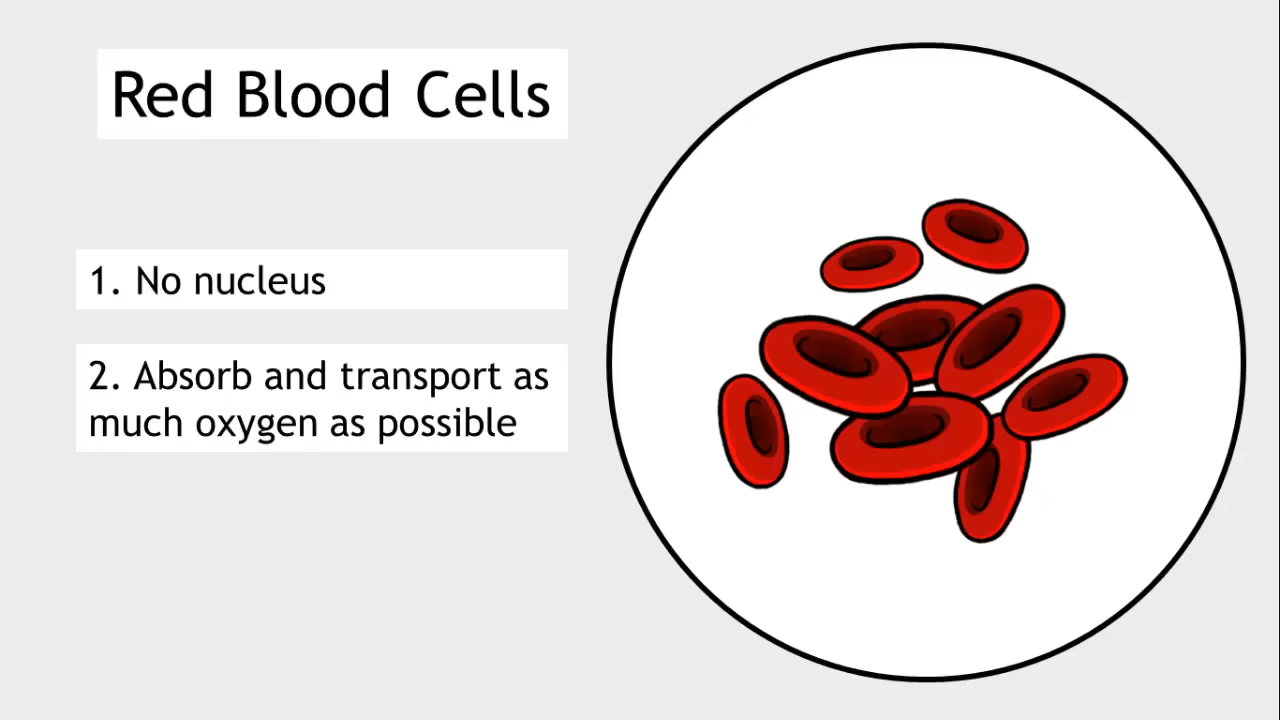 Red Blood Cells
1. No nucleus
2. Absorb and transport as
much oxygen as possible